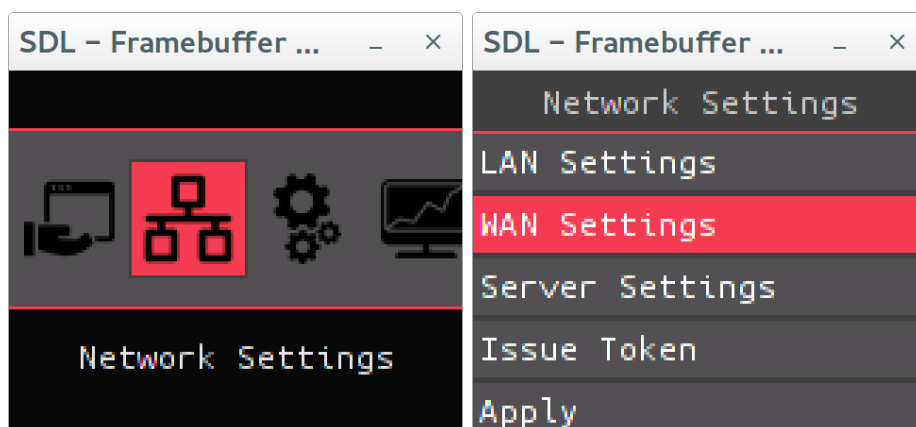 SDL – Framebuffer ...
Network Settings
SDL – Framebuffer ...
Network Settings
LAN Settings
WAN Settings
Server Settings
Issue Token
Apply